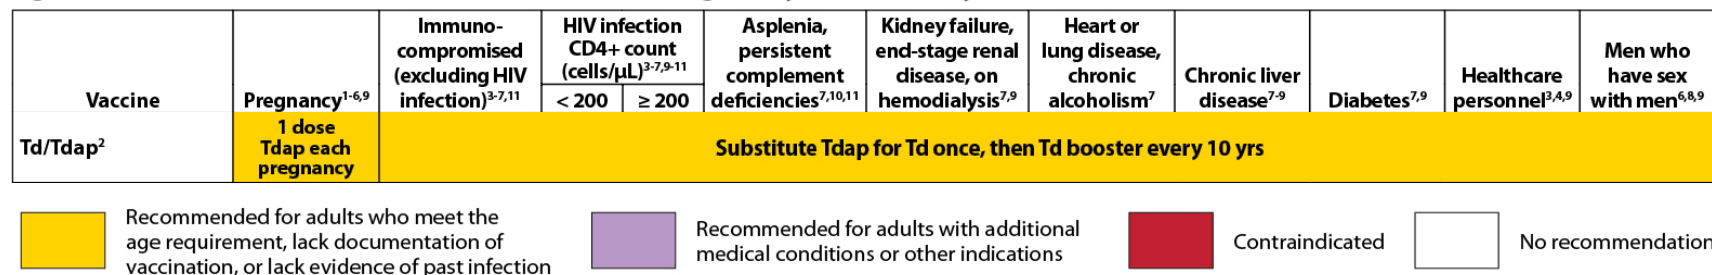 Vaccine
Pregnancy1-6,9
Immuno-
compromised
(excluding HIV
infection)3-7,11
HIV infection
CD4+ count
(cells/μL)3-7,9-11
< 200
≥ 200
Asplenia,
persistent
complement
deficiencies7,10,11
Kidney failure,
end-stage renal
disease, on
hemodialysis7,9
Heart or
lung disease,
chronic
alcoholism7
Chronic liver
disease7-9
Diabetes7,9
Healthcare
personnel3,4,9
Men who
have sex
with men6,8,9
Td/Tdap2
1 dose
Tdap each
pregnancy
Substitute Tdap for Td once, then Td booster every 10 yrs
Recommended for adults who meet the
age requirement, lack documentation of
vaccination, or lack evidence of past infection
Recommended for adults with additional
medical conditions or other indications
Contraindicated
No recommendation